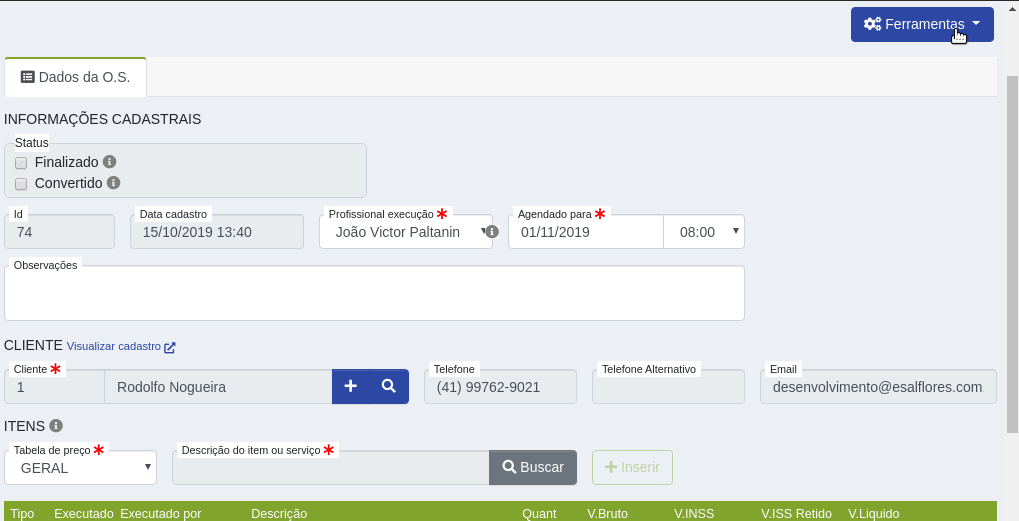 Ferramentas
Dados da O.S.
INFORMAÇÕES CADASTRAIS
Status
Finalizado
Convertido
Id Data cadastro Profissional execução * Agendado para *
74 15/10/2019 13:40 João Victor Paltanin 01/11/2019 08:00
Observações
CLIENTE Visualizar cadastro
Cliente * Telefone Telefone Alternativo Email
1 Rodolfo Nogueira (41) 99762-9021 desenvolvimento@esalflores.com
ITENS
Tabela de preço * Descrição do item ou serviço *
GERAL Buscar Inserir
Tipo Executado Executado por Descrição Quant V.Bruto V.INSS V.ISS Retido V.Liquido